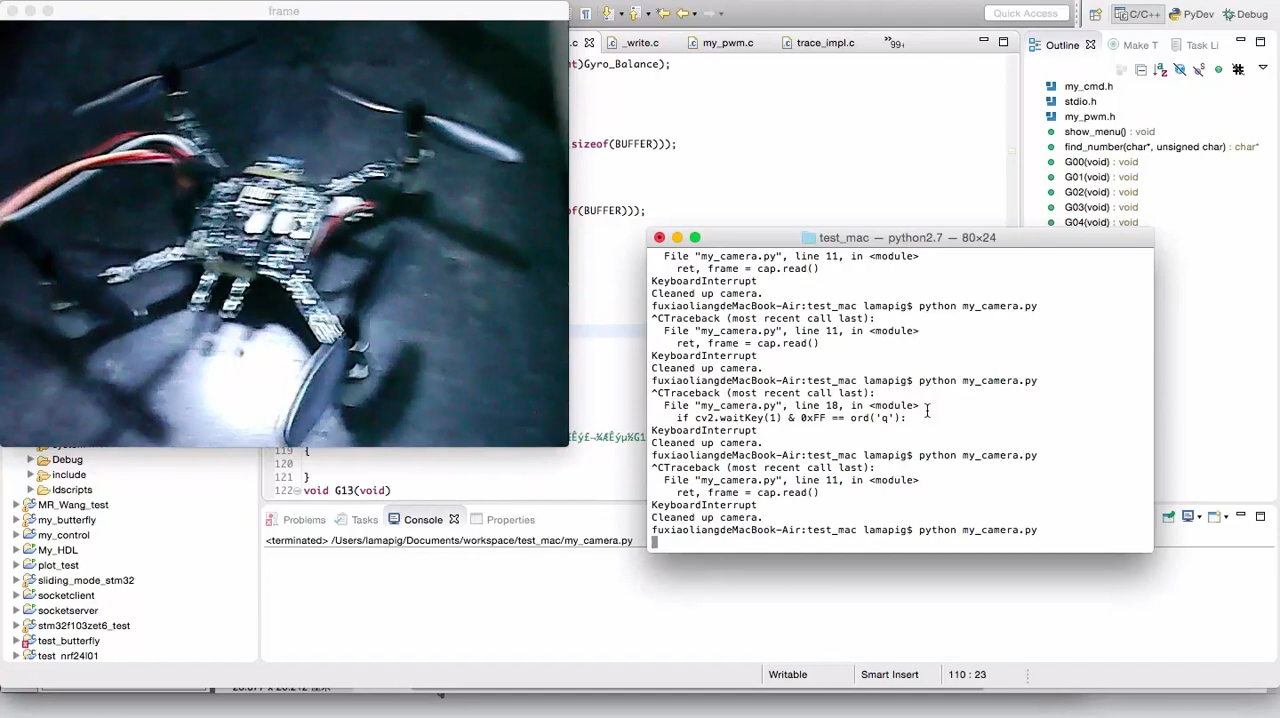 frame
Quick Access
C/C++
PyDev
Debug
.c
_write.c
my_pwm.c
trace_impl.c
99+
Outline
Make T
Task Li
t)Gyro_Balance);
sizeof(BUFFER)));
f(BUFFER)));
my_cmd.h
stdio.h
my_pwm.h
show_menu() : void
find_number(char*, unsigned char) : char*
G00(void) : void
G01(void) : void
G02(void) : void
G03(void) : void
G04(void) : void
test_mac — python2.7 — 80×24
File "my_camera.py", line 11, in <module>
ret, frame = cap.read()
KeyboardInterrupt
Cleaned up camera.
fuxiaoliangdeMacBook-Air:test_mac lamapig$ python my_camera.py
^CTraceback (most recent call last):
File "my_camera.py", line 11, in <module>
ret, frame = cap.read()
KeyboardInterrupt
Cleaned up camera.
fuxiaoliangdeMacBook-Air:test_mac lamapig$ python my_camera.py
^CTraceback (most recent call last):
File "my_camera.py", line 18, in <module>
if cv2.waitKey(1) & 0xFF == ord('q'):
KeyboardInterrupt
Cleaned up camera.
fuxiaoliangdeMacBook-Air:test_mac lamapig$ python my_camera.py
^CTraceback (most recent call last):
File "my_camera.py", line 11, in <module>
ret, frame = cap.read()
KeyboardInterrupt
Cleaned up camera.
fuxiaoliangdeMacBook-Air:test_mac lamapig$ python my_camera.py
119 {
120
121 }
122 void G13(void)
Debug
include
ldscripts
MR_Wang_test
my_butterfly
my_control
My_HDL
plot_test
sliding_mode_stm32
socketclient
socketserver
stm32f103zet6_test
test_butterfly
test_nrf24l01
Problems
Tasks
Console
Properties
<terminated> /Users/lamapig/Documents/workspace/test_mac/my_camera.py
Writable
Smart Insert
110 : 23